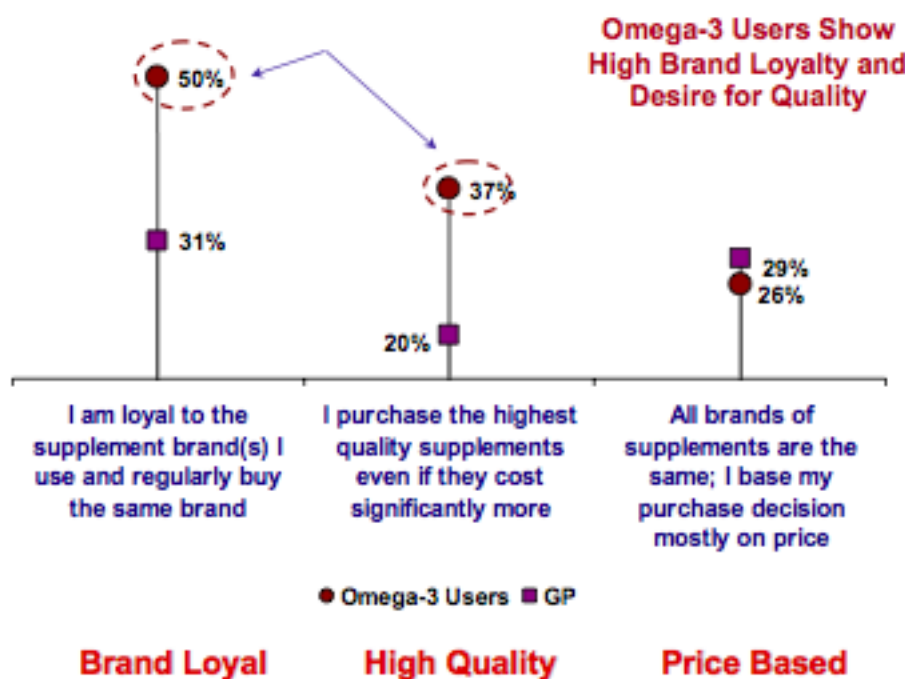 Omega-3 Users Show
High Brand Loyalty and
Desire for Quality
50%
31%
37%
20%
29%
26%
I am loyal to the
supplement brand(s) I
use and regularly buy
the same brand
I purchase the highest
quality supplements
even if they cost
significantly more
All brands of
supplements are the
same; I base my
purchase decision
mostly on price
Omega-3 Users GP
Brand Loyal
High Quality
Price Based